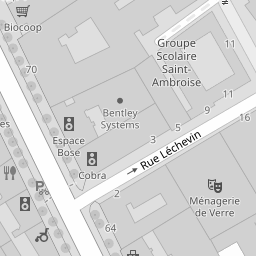 Biocoop
Groupe
Scolaire
Saint-
Ambroise
11
70
11
Bentley
Systems
9
16
5
3
Espace
Bose
Rue Léchevin
es
Cobra
2
Ménagerie
de Verre
64